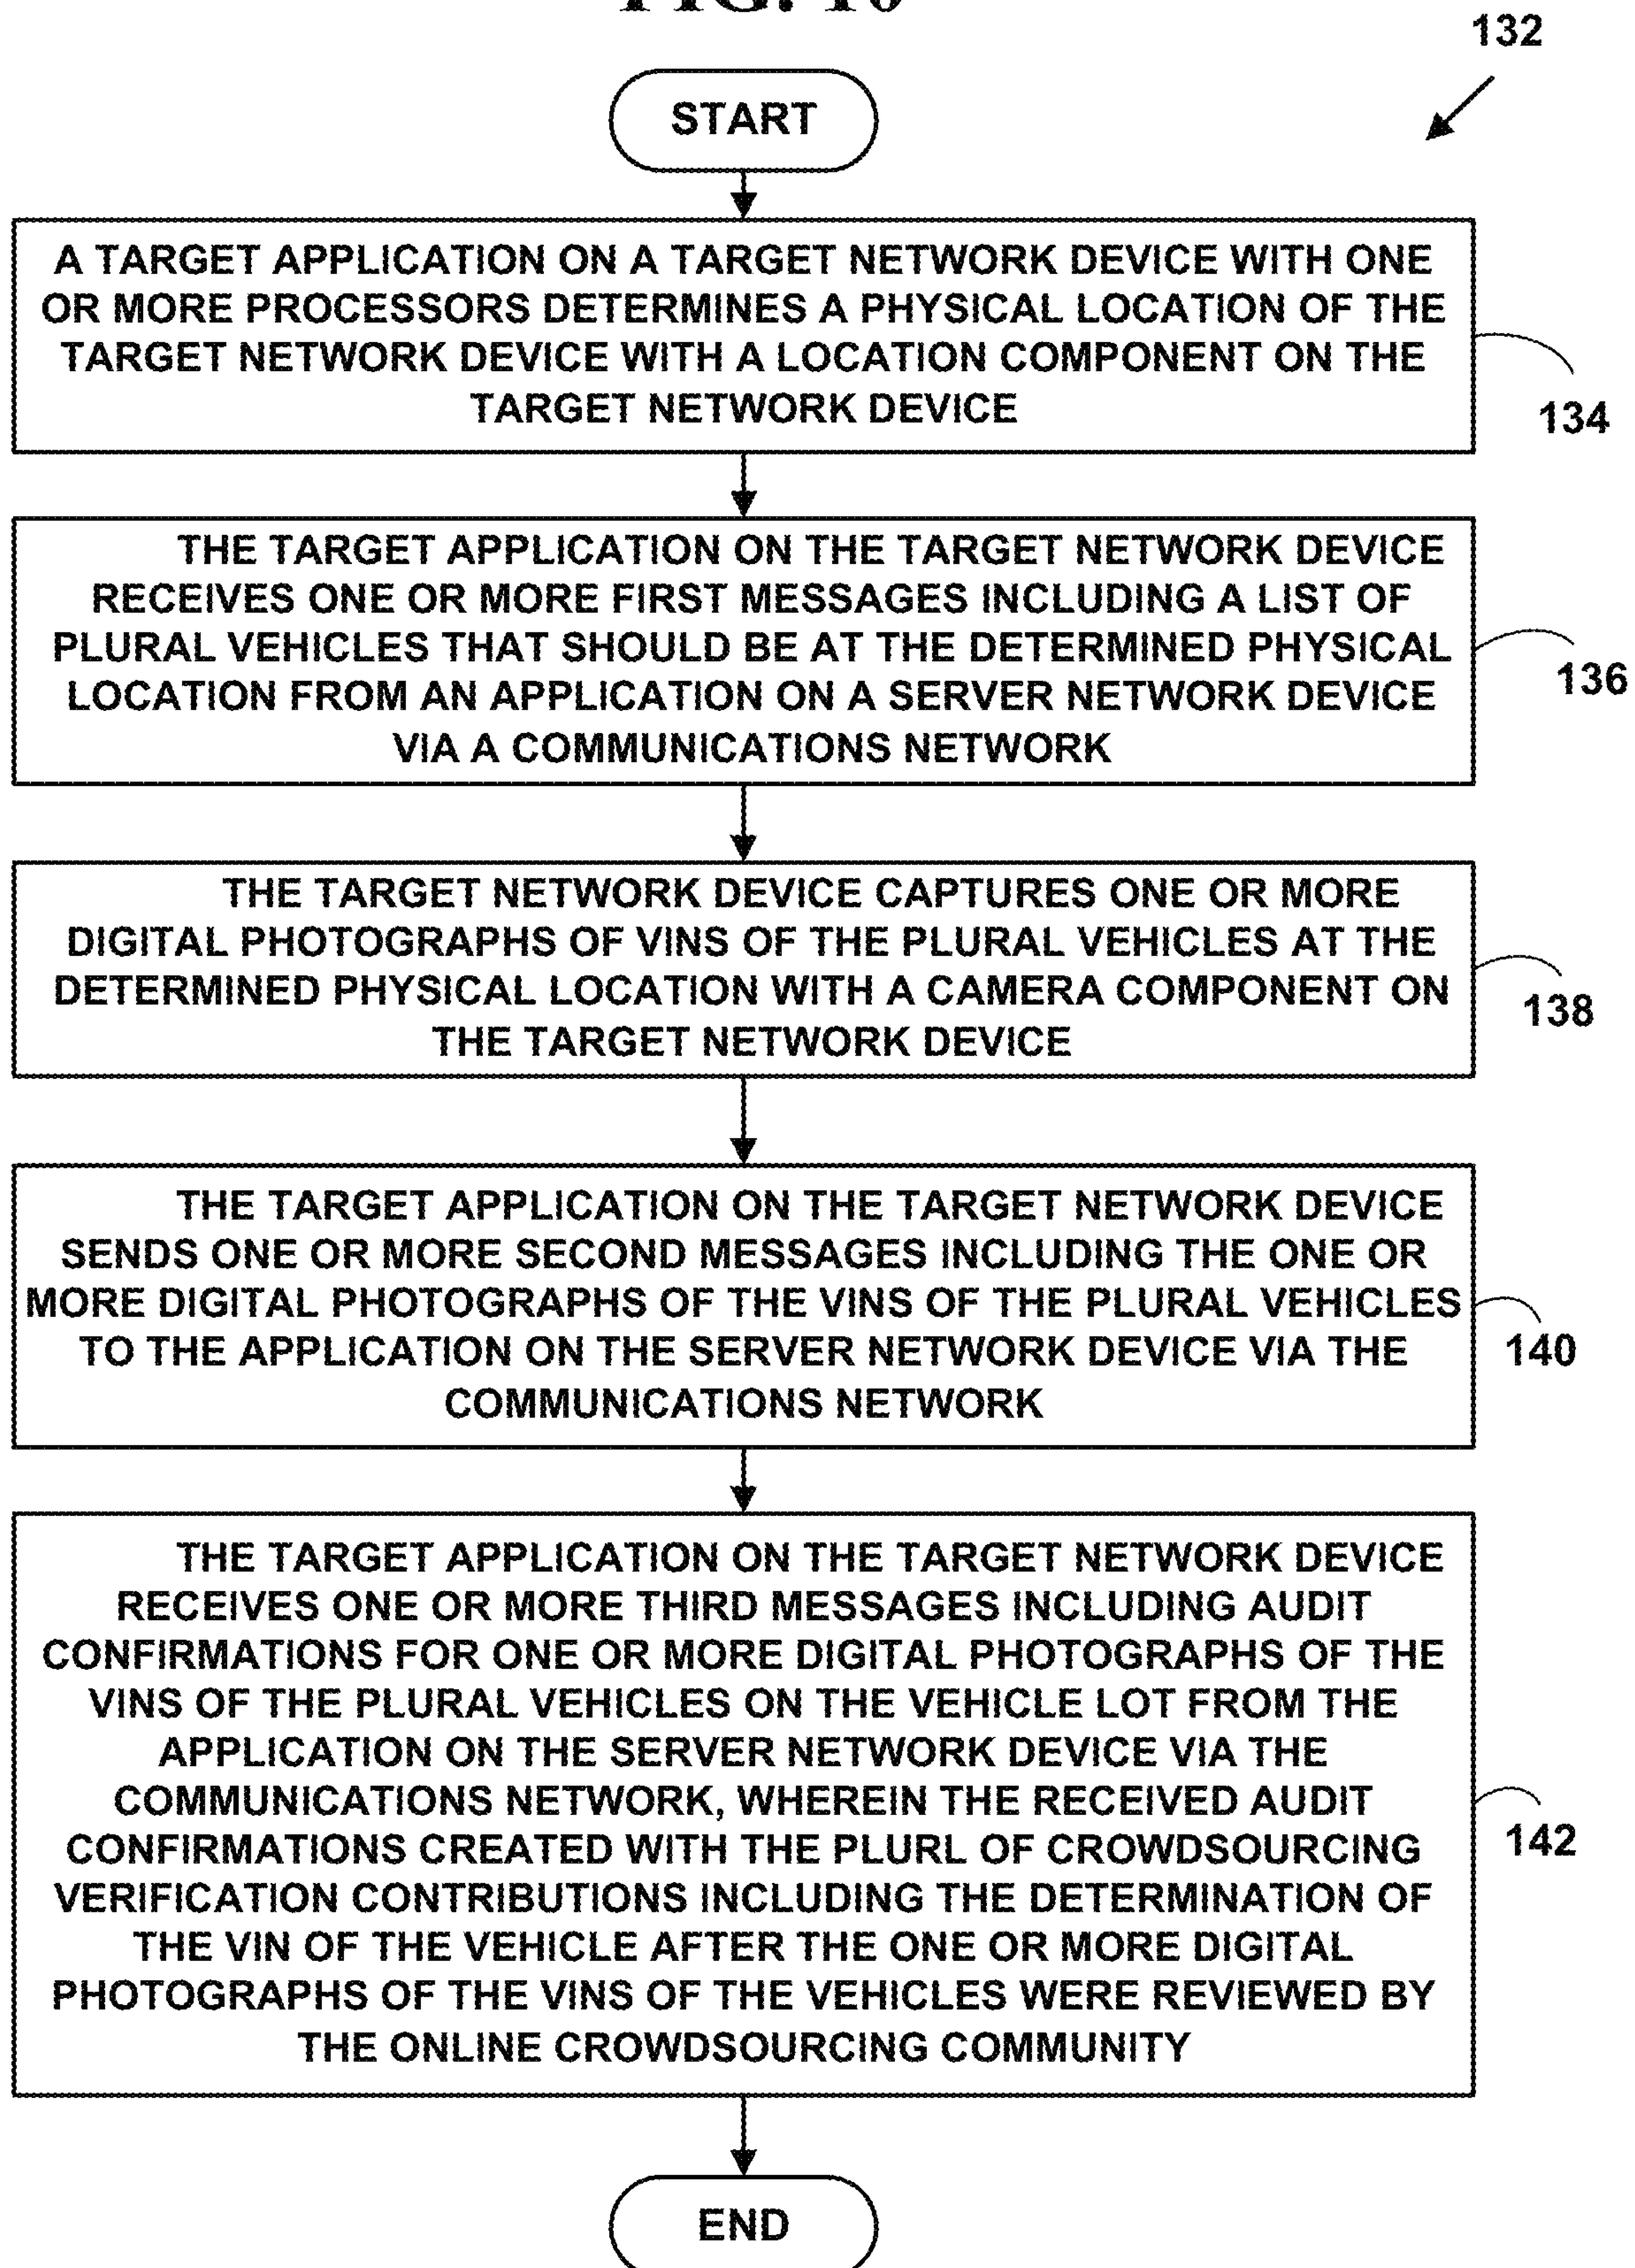 132
START
A TARGET APPLICATION ON A TARGET NETWORK DEVICE WITH ONE
OR MORE PROCESSORS DETERMINES A PHYSICAL LOCATION OF THE
TARGET NETWORK DEVICE WITH A LOCATION COMPONENT ON THE
TARGET NETWORK DEVICE
134
THE TARGET APPLICATION ON THE TARGET NETWORK DEVICE
RECEIVES ONE OR MORE FIRST MESSAGES INCLUDING A LIST OF
PLURAL VEHICLES THAT SHOULD BE AT THE DETERMINED PHYSICAL
LOCATION FROM AN APPLICATION ON A SERVER NETWORK DEVICE
VIA A COMMUNICATIONS NETWORK
136
THE TARGET NETWORK DEVICE CAPTURES ONE OR MORE
DIGITAL PHOTOGRAPHS OF VINS OF THE PLURAL VEHICLES AT THE
DETERMINED PHYSICAL LOCATION WITH A CAMERA COMPONENT ON
THE TARGET NETWORK DEVICE
138
THE TARGET APPLICATION ON THE TARGET NETWORK DEVICE
SENDS ONE OR MORE SECOND MESSAGES INCLUDING THE ONE OR
MORE DIGITAL PHOTOGRAPHS OF THE VINS OF THE PLURAL VEHICLES
TO THE APPLICATION ON THE SERVER NETWORK DEVICE VIA THE
COMMUNICATIONS NETWORK
140
THE TARGET APPLICATION ON THE TARGET NETWORK DEVICE
RECEIVES ONE OR MORE THIRD MESSAGES INCLUDING AUDIT
CONFIRMATIONS FOR ONE OR MORE DIGITAL PHOTOGRAPHS OF THE
VINS OF THE PLURAL VEHICLES ON THE VEHICLE LOT FROM THE
APPLICATION ON THE SERVER NETWORK DEVICE VIA THE
COMMUNICATIONS NETWORK, WHEREIN THE RECEIVED AUDIT
CONFIRMATIONS CREATED WITH THE PLURL OF CROWDSOURCING
VERIFICATION CONTRIBUTIONS INCLUDING THE DETERMINATION OF
THE VIN OF THE VEHICLE AFTER THE ONE OR MORE DIGITAL
PHOTOGRAPHS OF THE VINS OF THE VEHICLES WERE REVIEWED BY
THE ONLINE CROWDSOURCING COMMUNITY
142
END